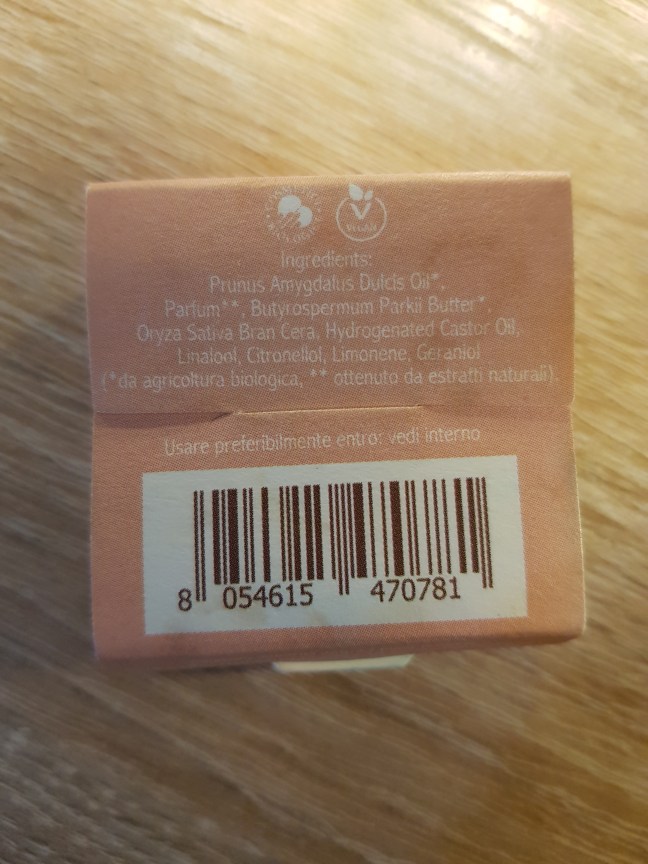 Ingredients:
Prunus Amygdalus Dulcis Oil*,
Parfum**, Butyrospermum Parkii Butter*,
Oryza Sativa Bran Cera, Hydrogenated Castor Oil,
Linalool, Citronellol, Limonene, Geraniol
(*da agricoltura biologica, ** ottenuto da estratti naturali).
Usare preferibilmente entro: vedi interno
8 054615 470781